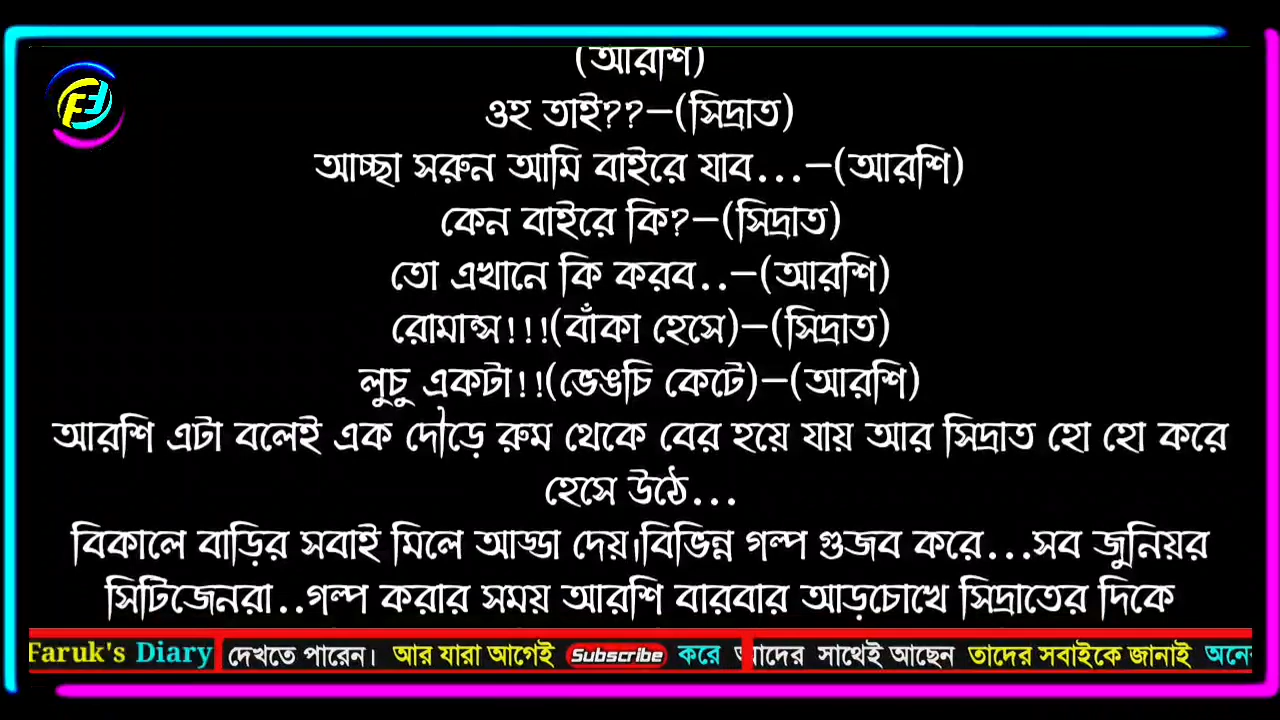 (আরশি)
ওহ তাই??–(সিদ্রাত)
আচ্ছা সরুন আমি বাইরে যাব...–(আরশি)
কেন বাইরে কি?–(সিদ্রাত)
তো এখানে কি করব..–(আরশি)
রোমান্স!!!(বাঁকা হেসে)–(সিদ্রাত)
লুচু একটা!!(ভেঙচি কেটে)–(আরশি)
আরশি এটা বলেই এক দৌড়ে রুম থেকে বের হয়ে যায় আর সিদ্রাত হো হো করে
হেসে উঠে...
বিকালে বাড়ির সবাই মিলে আড্ডা দেয়।বিভিন্ন গল্প গুজব করে...সব জুনিয়র
সিটিজেনরা..গল্প করার সময় আরশি বারবার আড়চোখে সিদ্রাতের দিকে
Faruk's Diary দেখতে পারেন। আর যারা আগেই Subscribe করে সাথেই আছেন তাদের সবাইকে জানাই